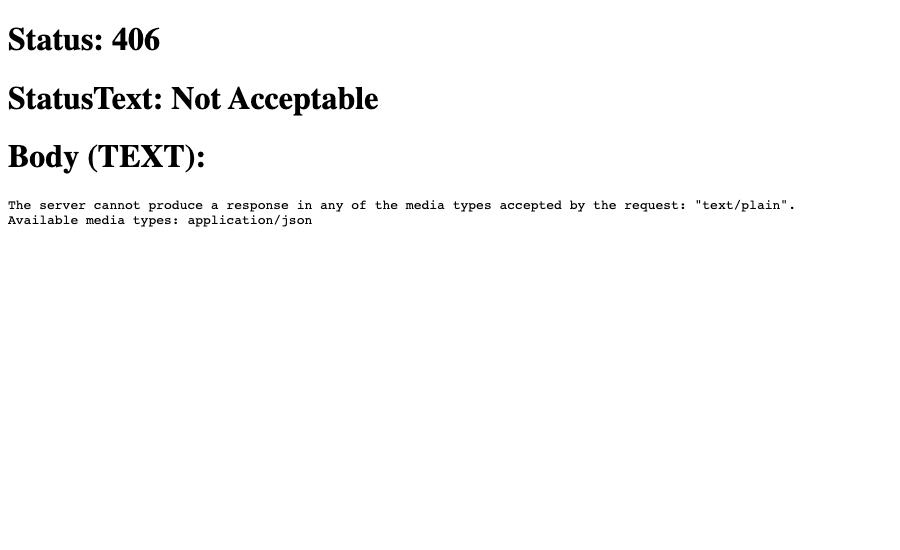 Status: 406
StatusText: Not Acceptable
Body (TEXT):
The server cannot produce a response in any of the media types accepted by the request: "text/plain".
Available media types: application/json